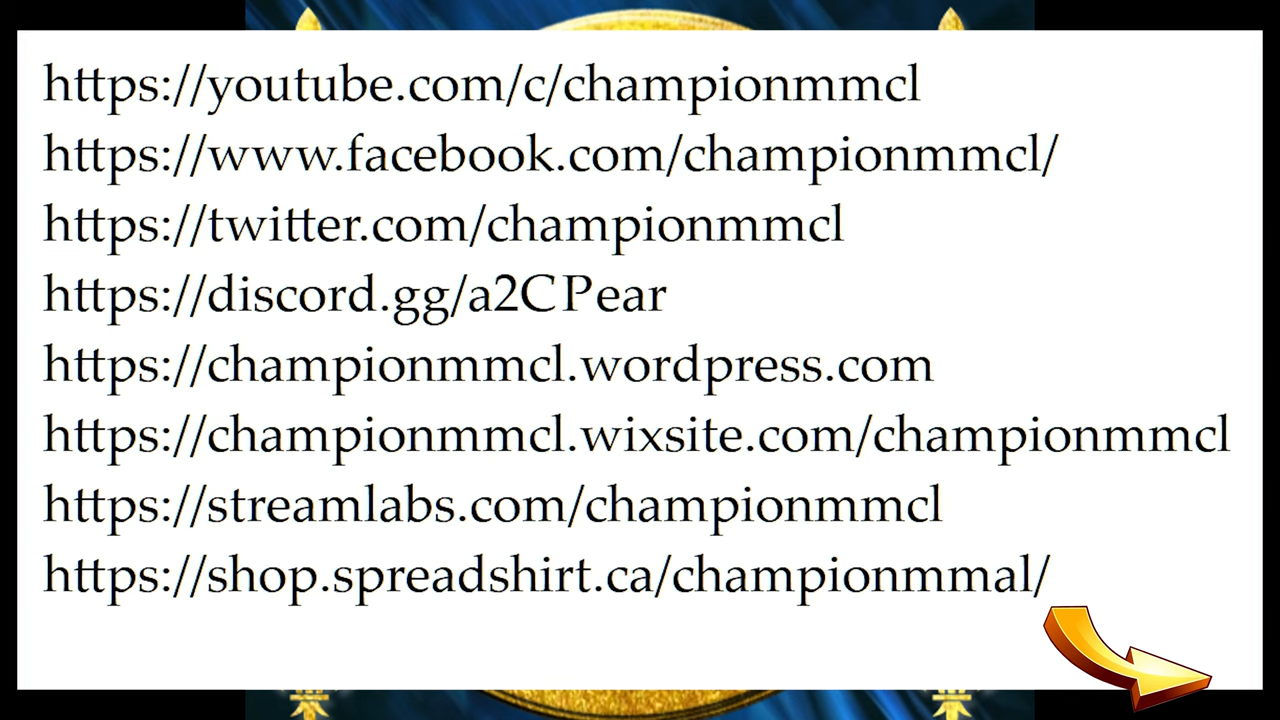 https://youtube.com/c/championmmcl
https://www.facebook.com/championmmcl/
https://twitter.com/championmmcl
https://discord.gg/a2CPear
https://championmmcl.wordpress.com
https://championmmcl.wixsite.com/championmmcl
https://streamlabs.com/championmmcl
https://shop.spreadshirt.ca/championmmal/